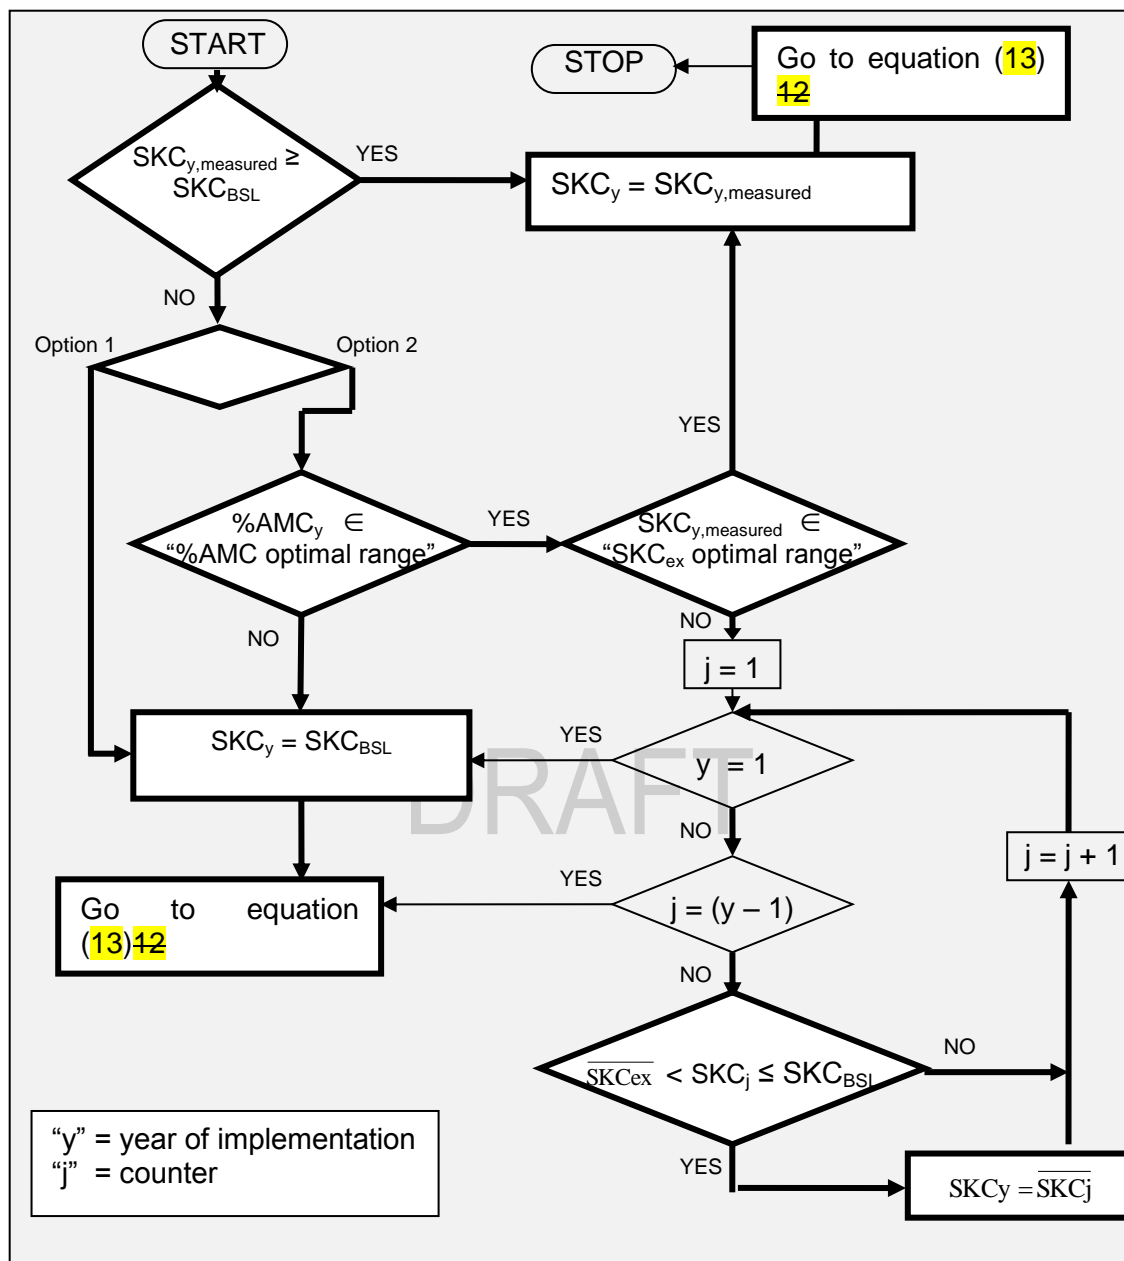 START
STOP
Go to equation (13)
12
SKCy,measured ≥
SKCBSL
YES
SKCy = SKCy,measured
NO
Option 1
Option 2
YES
%AMCy ∈
“%AMC optimal range”
YES
SKCy,measured ∈
“SKCex optimal range”
NO
NO
j = 1
SKCy = SKCBSL
YES
y = 1
DRAFT
NO
j = j + 1
YES
j = (y – 1)
Go to equation
(13)12
NO
SKCex < SKCj ≤ SKCBSL
NO
“y” = year of implementation
“j” = counter
YES
SKCy = SKCj